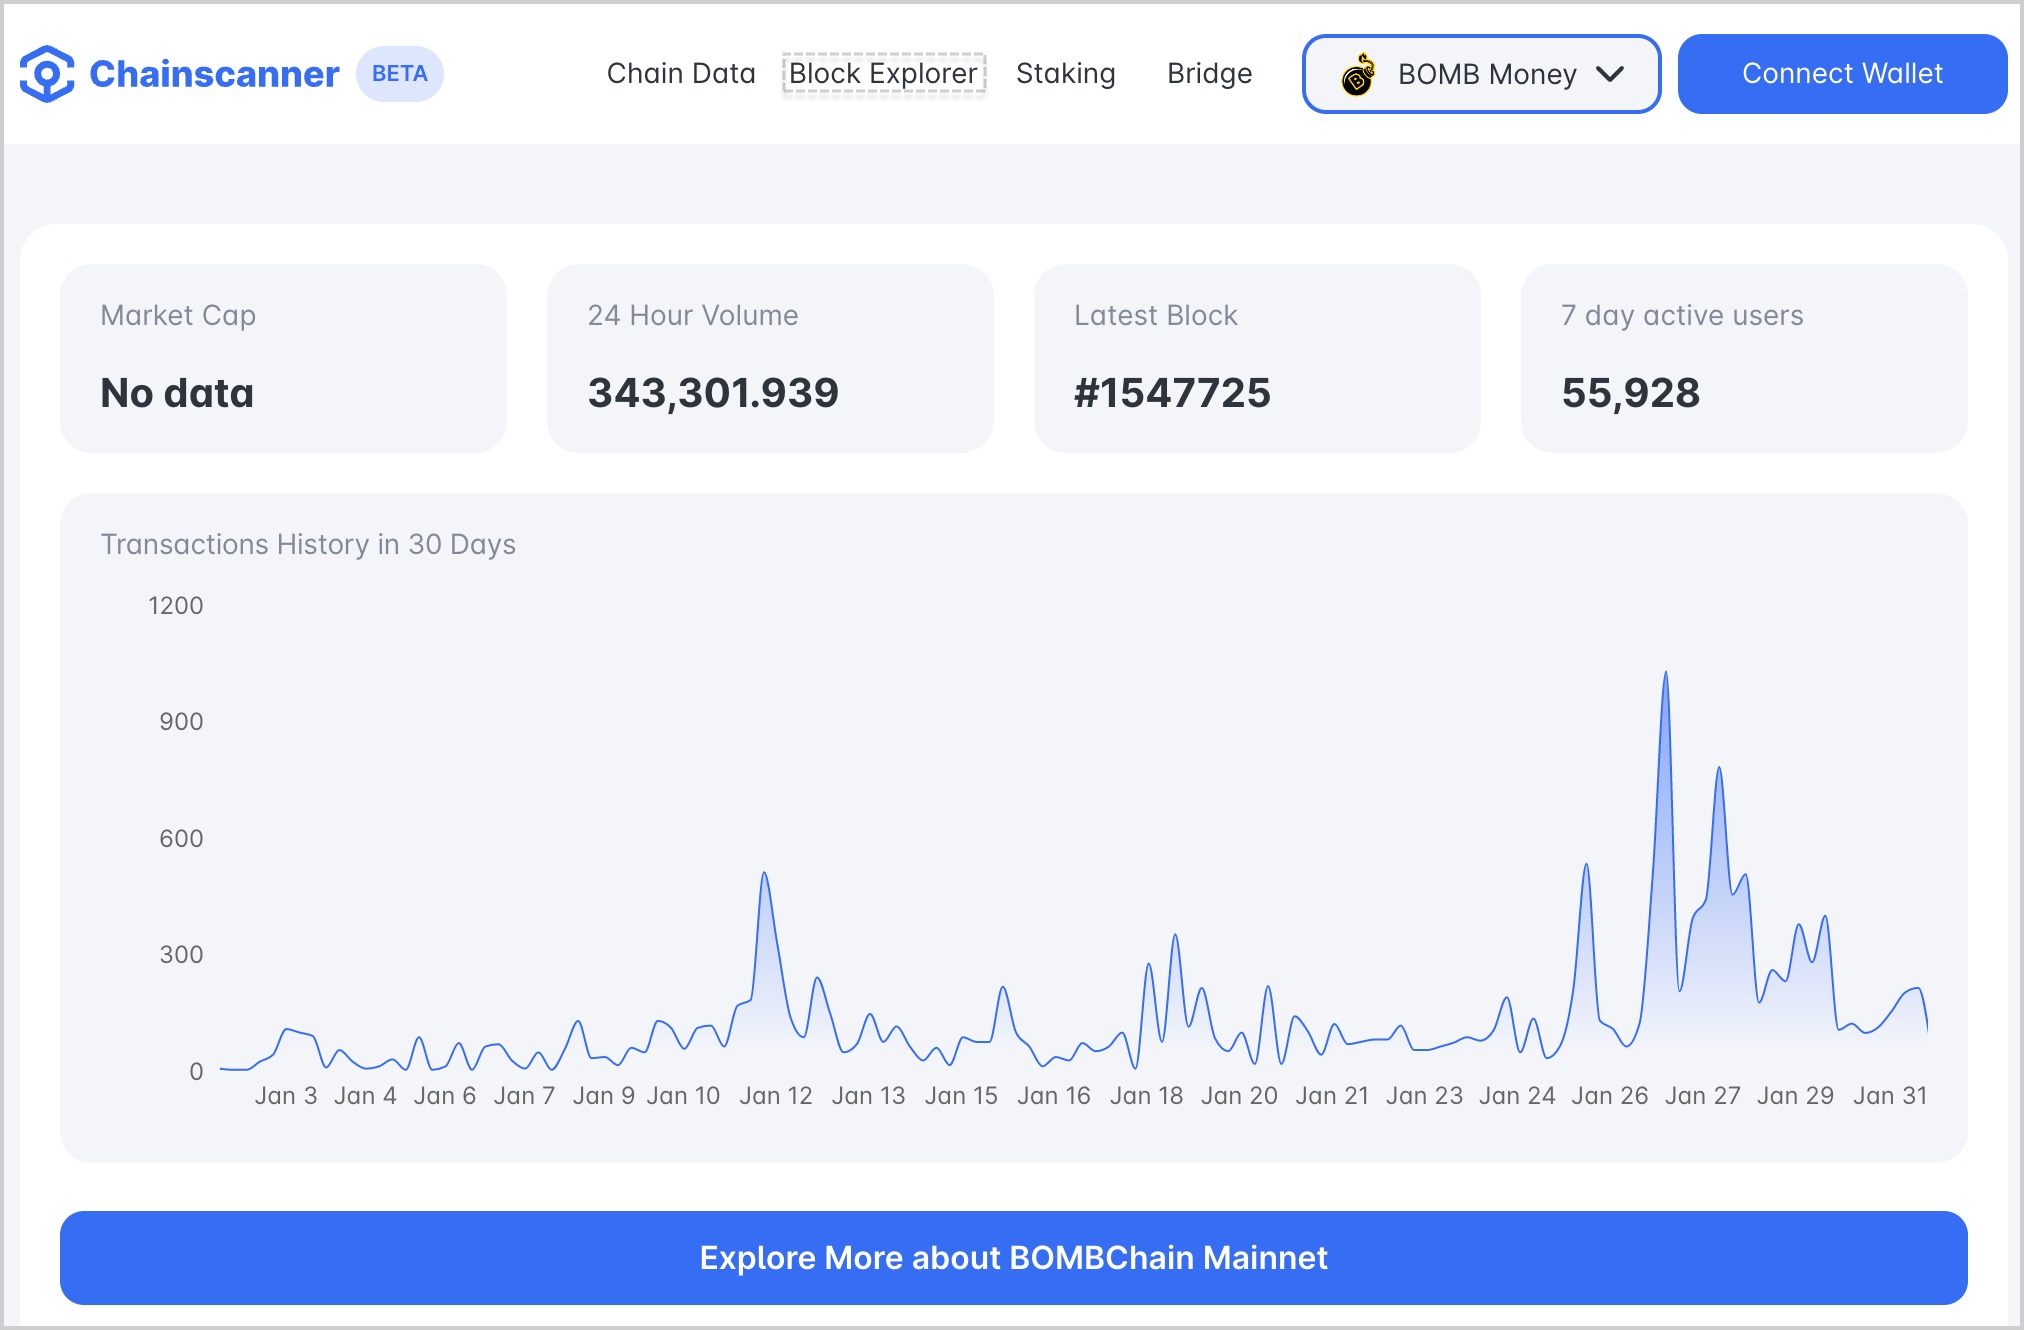 Chainscanner BETA Chain Data Block Explorer Staking Bridge BOMB Money Connect Wallet
Market Cap
No data
24 Hour Volume
343,301.939
Latest Block
#1547725
7 day active users
55,928
Transactions History in 30 Days
1200
900
600
300
0
Jan 3 Jan 4 Jan 6 Jan 7 Jan 9 Jan 10 Jan 12 Jan 13 Jan 15 Jan 16 Jan 18 Jan 20 Jan 21 Jan 23 Jan 24 Jan 26 Jan 27 Jan 29 Jan 31
Explore More about BOMBChain Mainnet